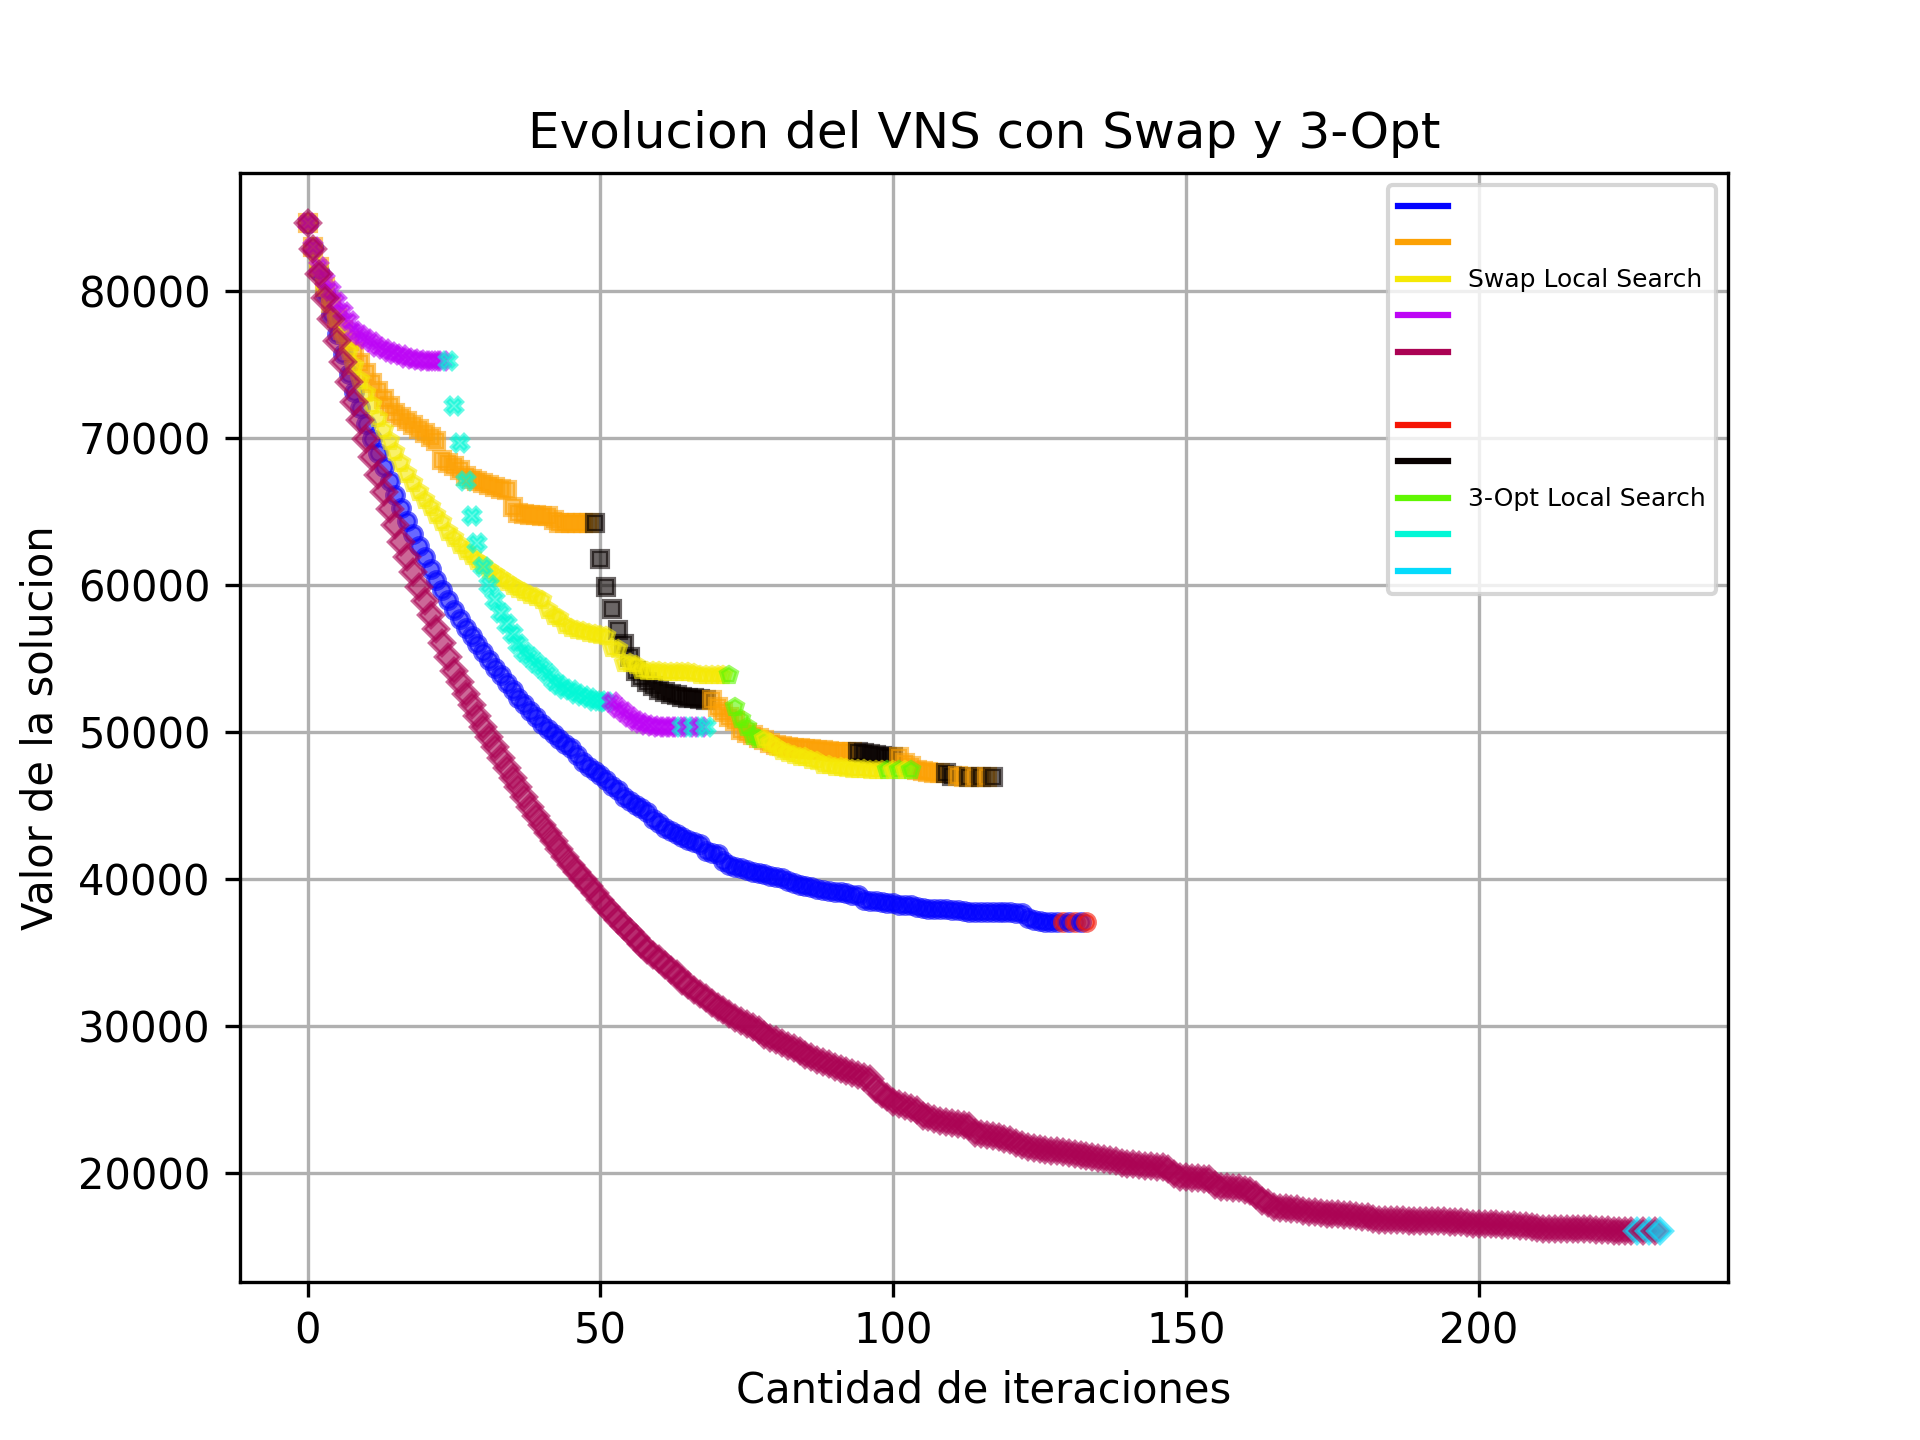 Evolucion del VNS con Swap y 3-Opt
Swap Local Search
3-Opt Local Search
Valor de la solucion
80000
70000
60000
50000
40000
30000
20000
0 50 100 150 200
Cantidad de iteraciones